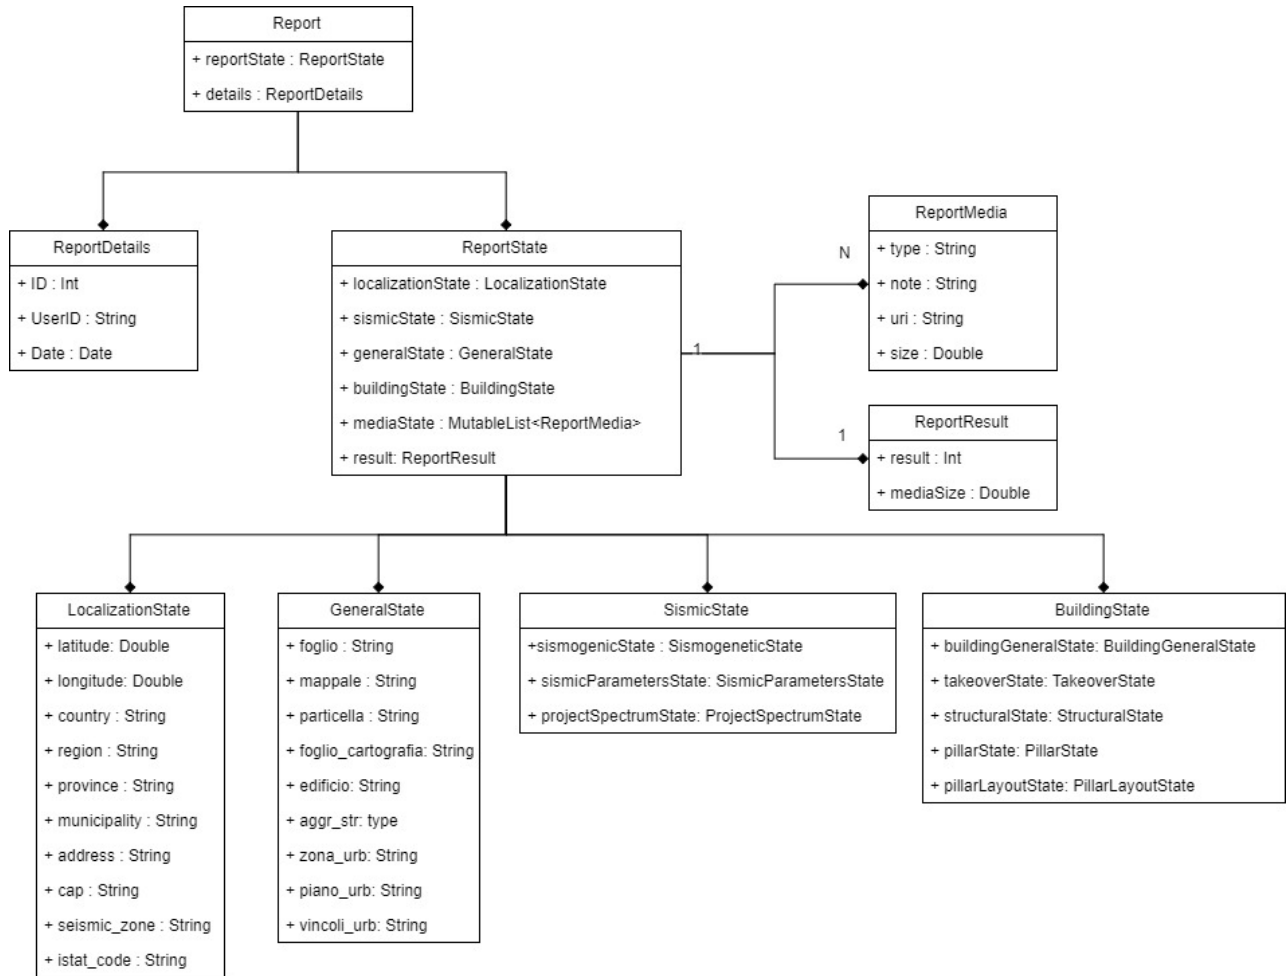 Report
+ reportState : ReportState
+ details : ReportDetails
ReportDetails
+ ID : Int
+ UserID : String
+ Date : Date
ReportState
+ localizationState : LocalizationState
+ sismicState : SismicState
+ generalState : GeneralState
+ buildingState : BuildingState
+ mediaState : MutableList<ReportMedia>
+ result: ReportResult
1
N
ReportMedia
+ type : String
+ note : String
+ uri : String
+ size : Double
1
ReportResult
+ result : Int
+ mediaSize : Double
LocalizationState
+ latitude: Double
+ longitude: Double
+ country : String
+ region : String
+ province : String
+ municipality : String
+ address : String
+ cap : String
+ seismic_zone : String
+ istat_code : String
GeneralState
+ foglio : String
+ mappale : String
+ particella : String
+ foglio_cartografia: String
+ edificio: String
+ aggr_str: type
+ zona_urb: String
+ piano_urb: String
+ vincoli_urb: String
SismicState
+sismogenicState : SismogeneticState
+ sismicParametersState: SismicParametersState
+ projectSpectrumState: ProjectSpectrumState
BuildingState
+ buildingGeneralState: BuildingGeneralState
+ takeoverState: TakeoverState
+ structuralState: StructuralState
+ pillarState: PillarState
+ pillarLayoutState: PillarLayoutState